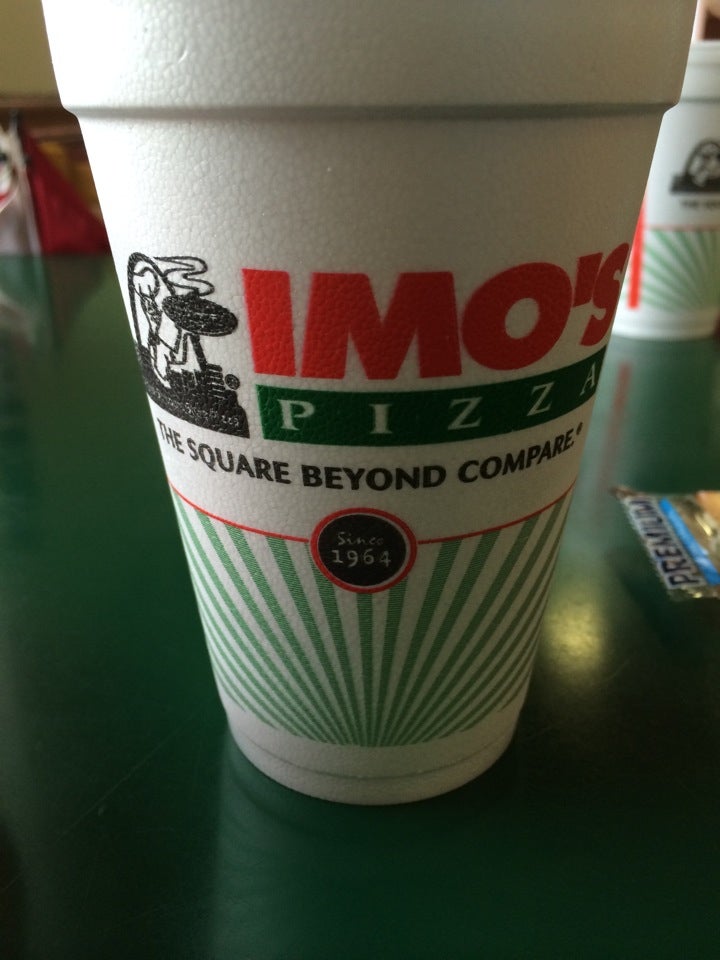 IMO'S
PIZZA
THE SQUARE BEYOND COMPARE.®
Since
1964
PREMIUM